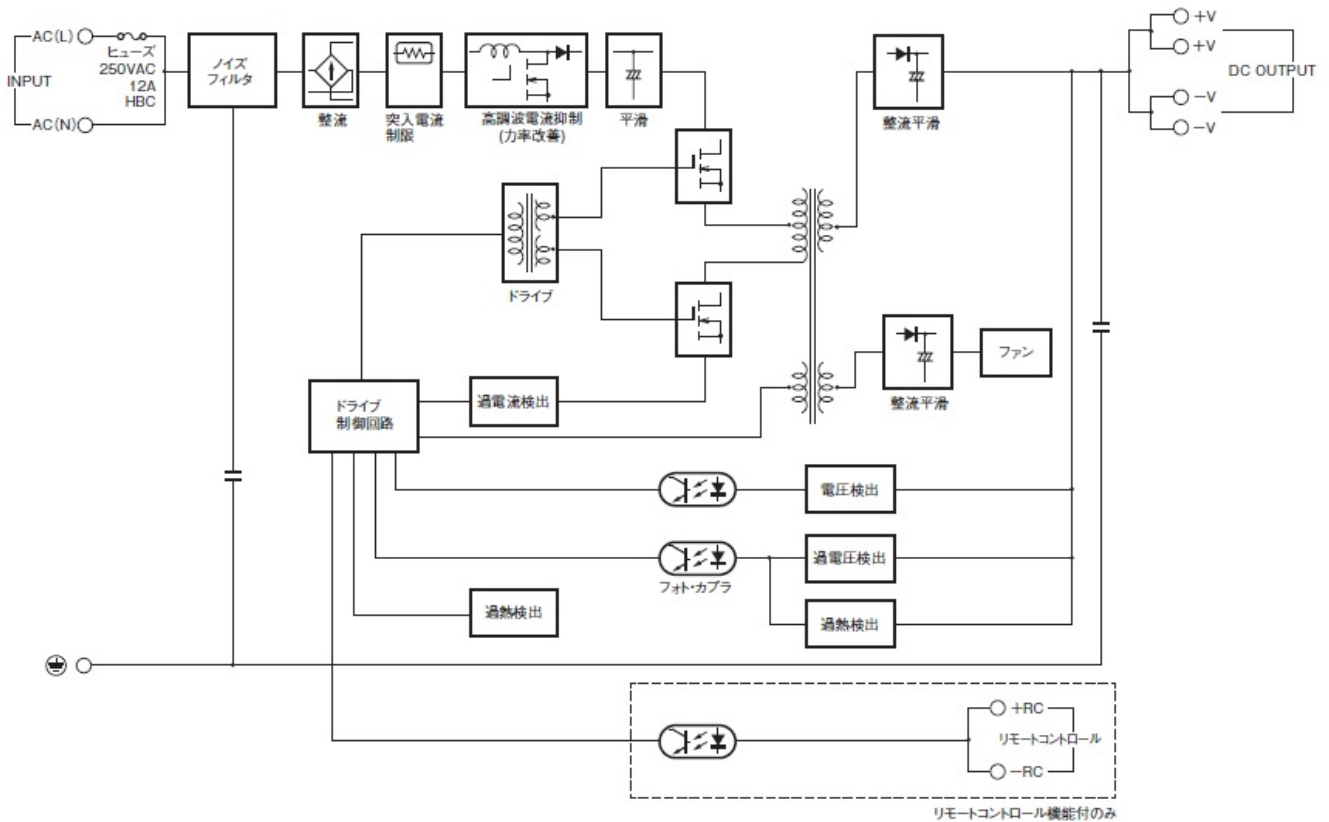 AC(L)
ヒューズ
250VAC
12A
HBC
INPUT
AC(N)
ノイズ
フィルタ
整流
突入電流
制限
高調波電流抑制
(力率改善)
平滑
整流平滑
+V
+V
DC OUTPUT
−V
−V
ドライブ
ドライブ
制御回路
過電流検出
整流平滑
ファン
電圧検出
過電圧検出
フォト・カプラ
過熱検出
過熱検出
+RC
リモートコントロール
−RC
リモートコントロール機能付のみ